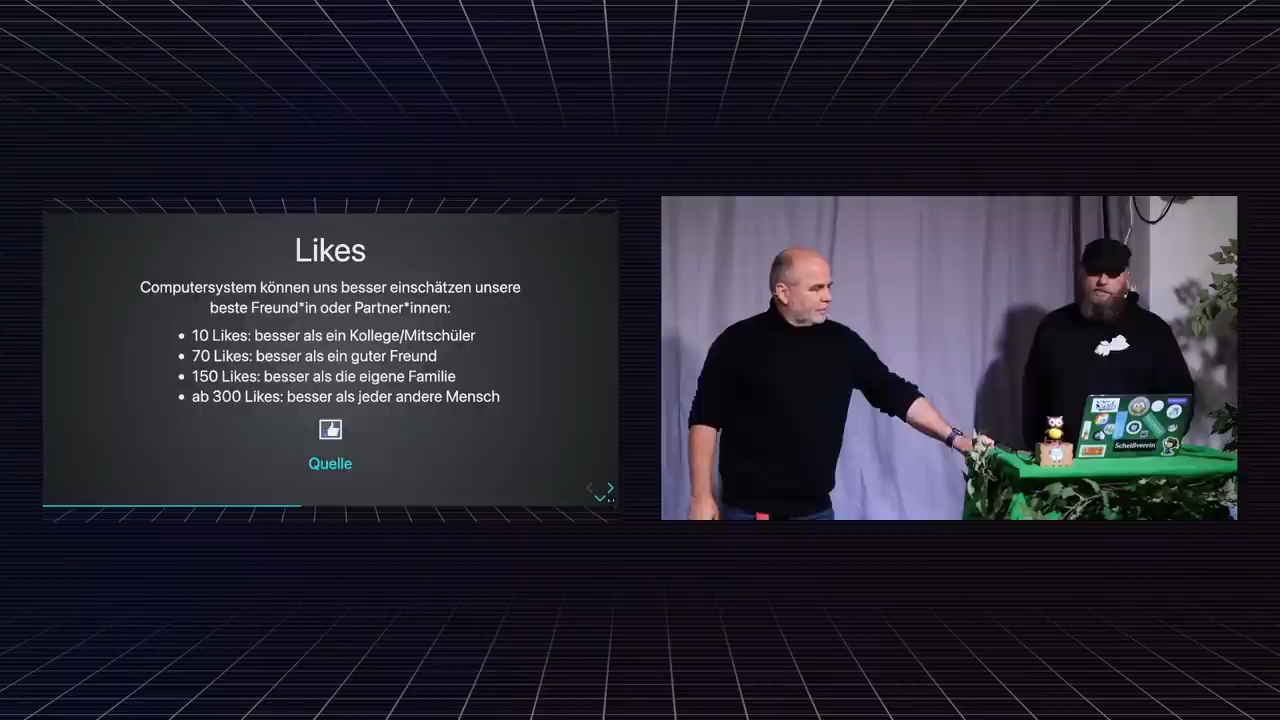 Likes
Computersystem können uns besser einschätzen unsere
beste Freund*in oder Partner*innen:
10 Likes: besser als ein Kollege/Mitschüler
70 Likes: besser als ein guter Freund
150 Likes: besser als die eigene Familie
ab 300 Likes: besser als jeder andere Mensch
Quelle
Scheißverein